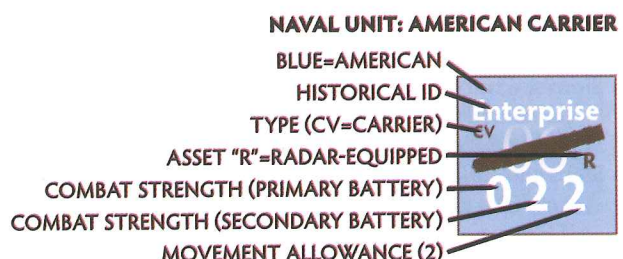 NAVAL UNIT: AMERICAN CARRIER
BLUE=AMERICAN
HISTORICAL ID
TYPE (CV=CARRIER)
ASSET "R"=RADAR-EQUIPPED
COMBAT STRENGTH (PRIMARY BATTERY)
COMBAT STRENGTH (SECONDARY BATTERY)
MOVEMENT ALLOWANCE (2)
Enterprise
CV
R
0 2 2